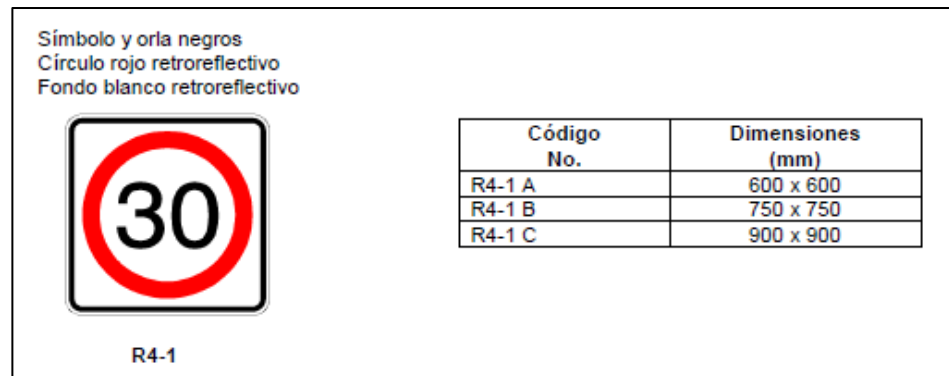 Símbolo y orla negros
Círculo rojo retroreflectivo
Fondo blanco retroreflectivo
30
R4-1
Código No. Dimensiones (mm)
R4-1 A 600 x 600
R4-1 B 750 x 750
R4-1 C 900 x 900